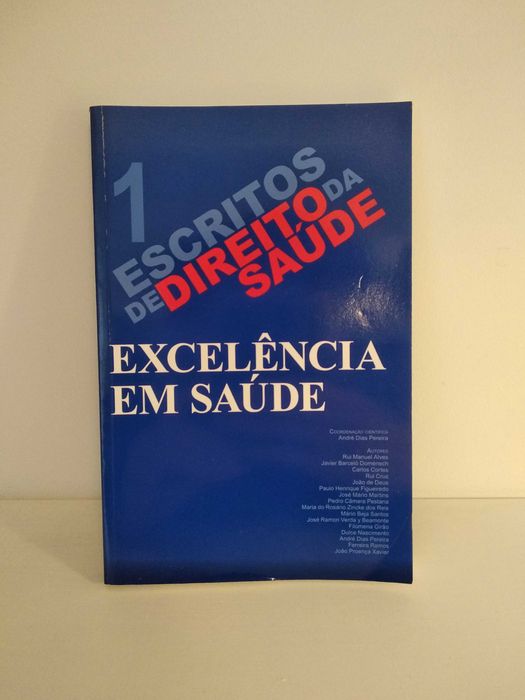 1
ESCRITOS
DE DIREITO DA
SAÚDE
EXCELÊNCIA
EM SAÚDE
COORDENAÇÃO CIENTÍFICA
André Dias Pereira
AUTORES
Rui Manuel Alves
Javier Barceló Doménech
Carlos Cortes
Rui Cruz
João de Deus
Paulo Henrique Figueiredo
José Mário Martins
Pedro Câmara Pestana
Maria do Rosário Zincke dos Reis
Mário Beja Santos
José Ramon Verda y Beamonte
Filomena Girão
Dulce Nascimento
André Dias Pereira
Ferreira Ramos
João Proença Xavier